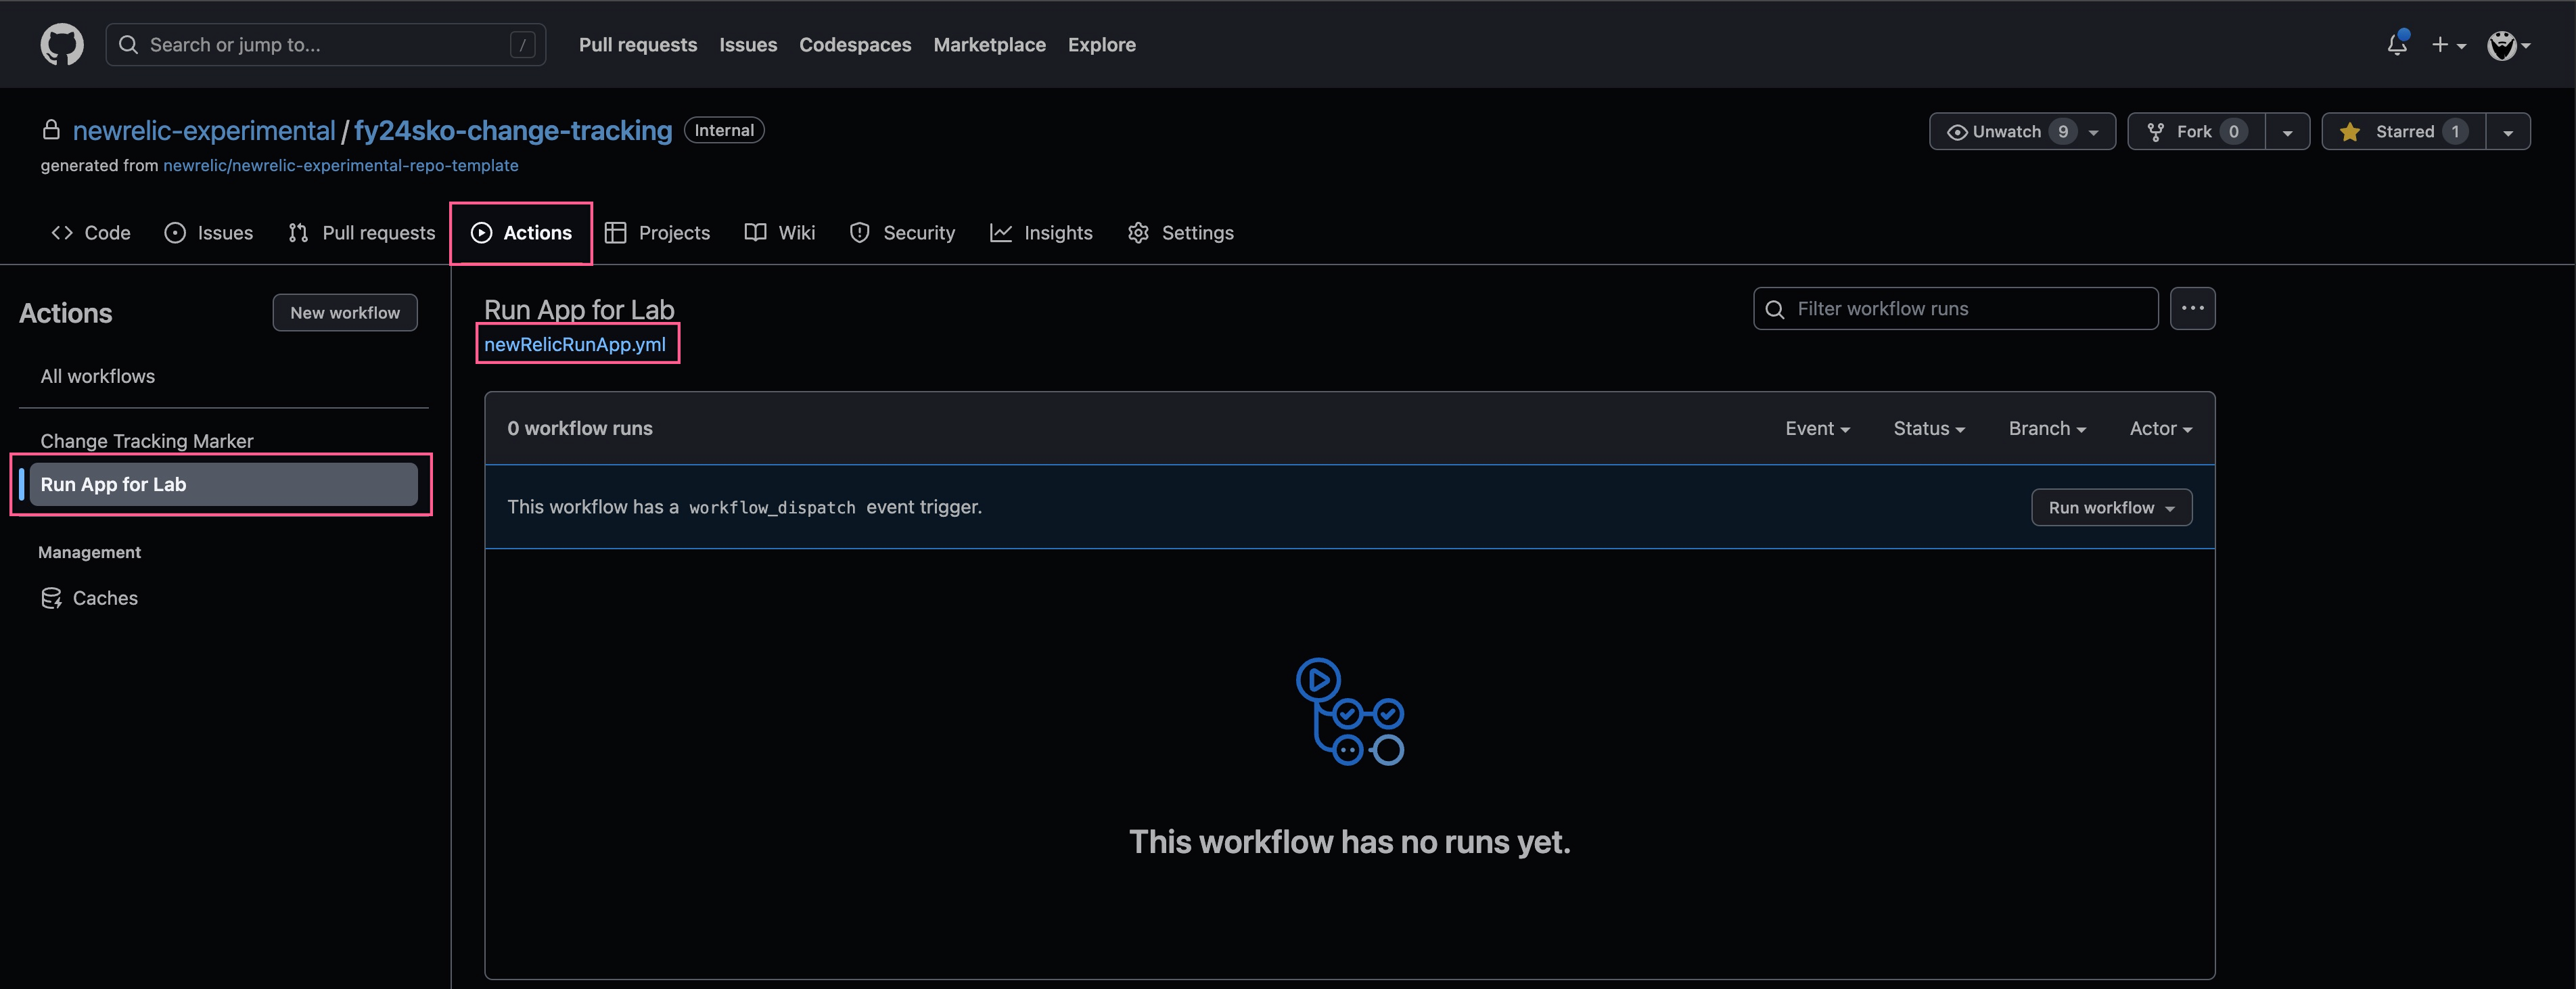 Search or jump to... / Pull requests Issues Codespaces Marketplace Explore
newrelic-experimental / fy24sko-change-tracking Internal Unwatch 9 Fork 0 Starred 1
generated from newrelic/newrelic-experimental-repo-template
Code Issues Pull requests Actions Projects Wiki Security Insights Settings
Actions New workflow
All workflows
Change Tracking Marker
Run App for Lab
Management
Caches
Run App for Lab
newRelicRunApp.yml
Filter workflow runs
0 workflow runs Event Status Branch Actor
This workflow has a workflow_dispatch event trigger. Run workflow
This workflow has no runs yet.